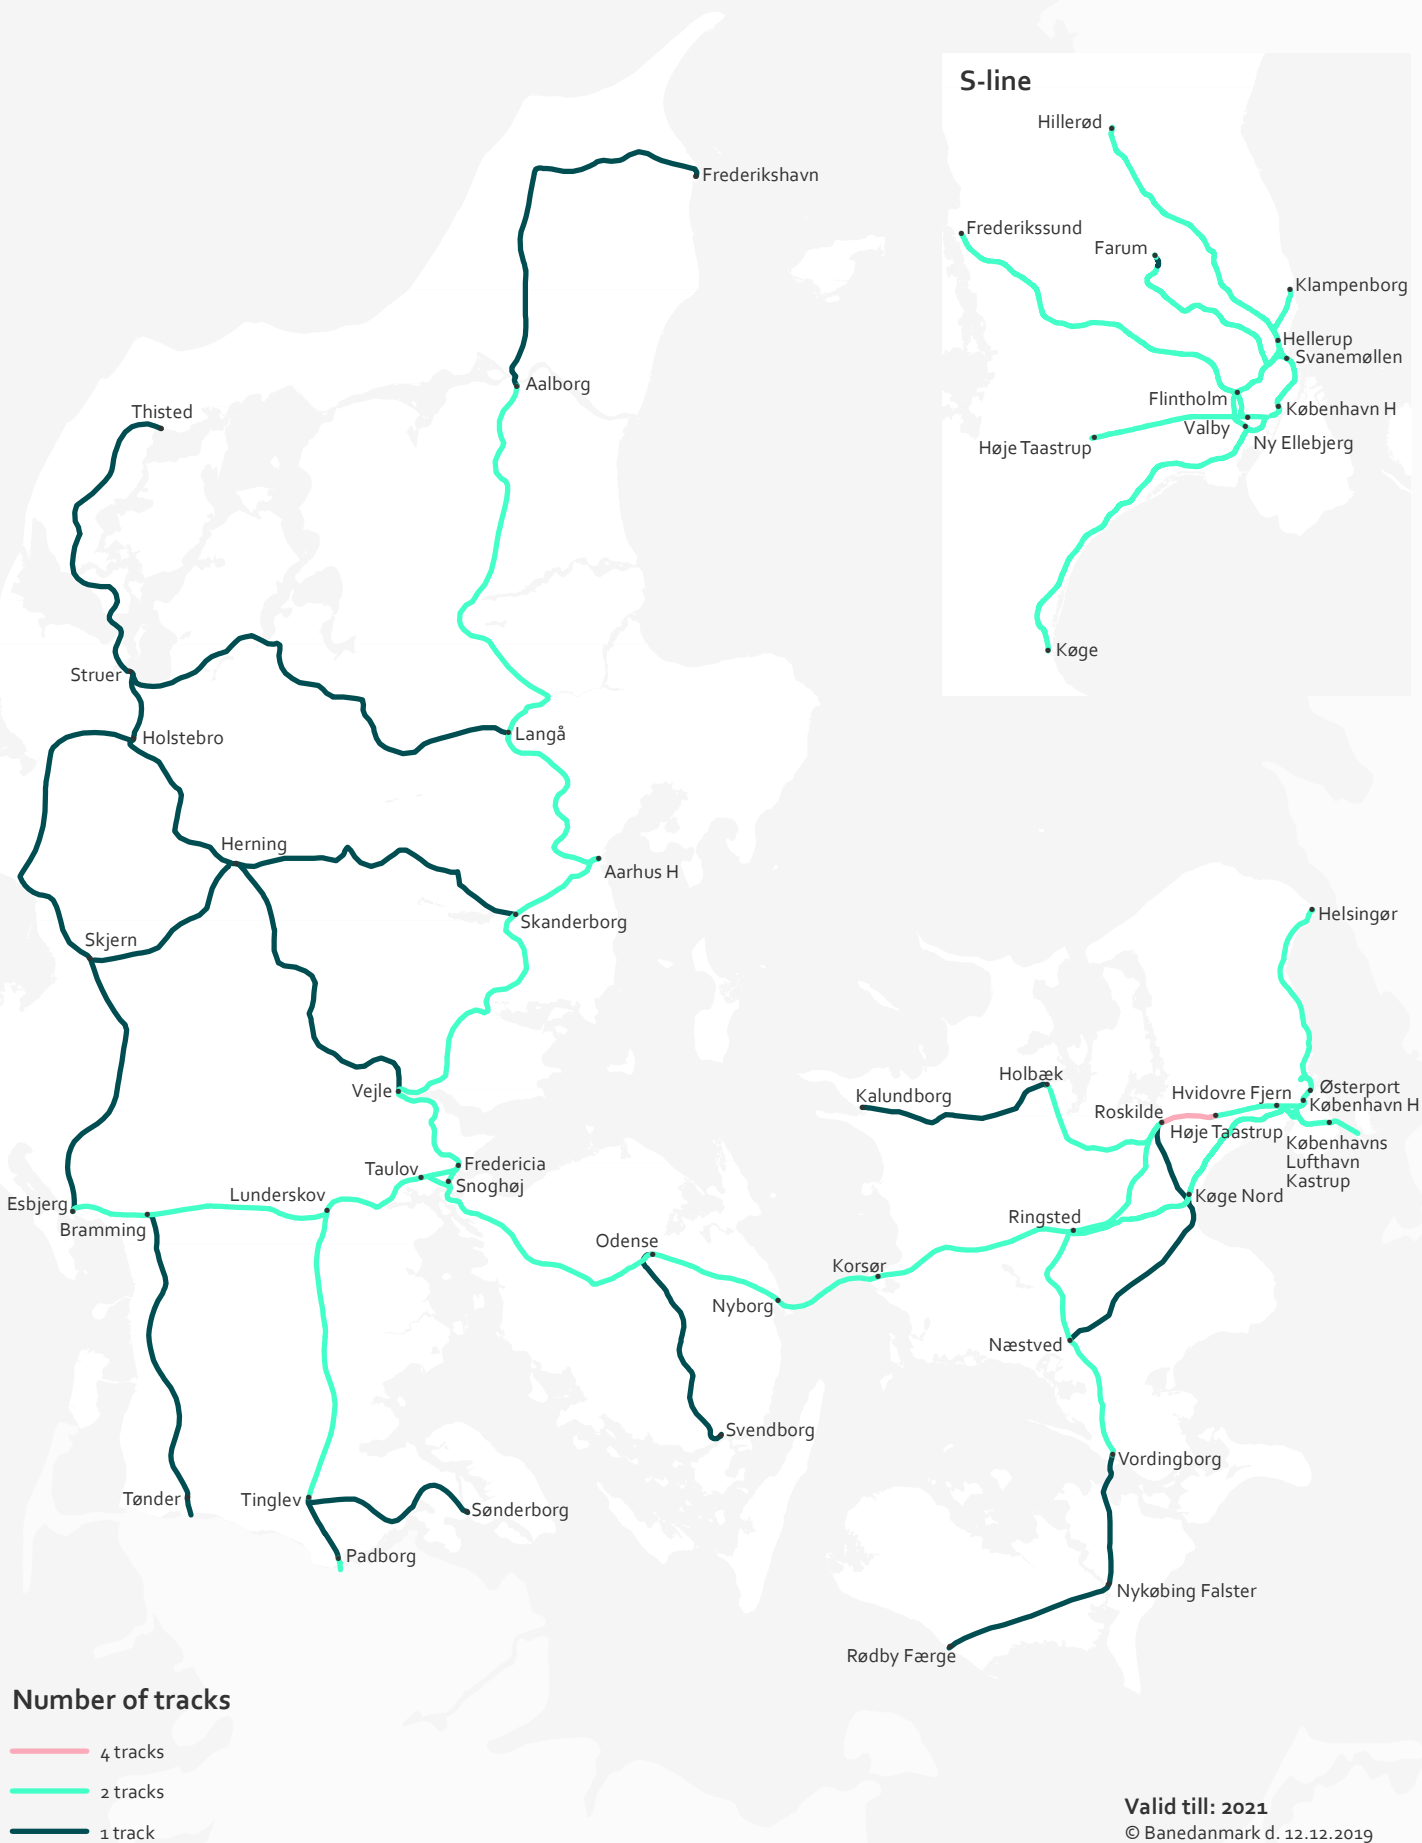 S-line
Hillerød
Frederikshavn
Frederikssund
Farum
Klampenborg
Hellerup
Svanemøllen
Aalborg
Flintholm
København H
Thisted
Valby
Ny Ellebjerg
Høje Taastrup
Køge
Struer
Holstebro
Langå
Herning
Aarhus H
Skanderborg
Helsingør
Skjern
Holbæk
Østerport
Vejle
Kalundborg
Hvidovre Fjern
København H
Roskilde
Høje Taastrup
Københavns
Lufthavn
Kastrup
Taulov
Fredericia
Snoghøj
Lunderskov
Esbjerg
Køge Nord
Bramming
Ringsted
Odense
Korsør
Nyborg
Næstved
Svendborg
Vordingborg
Tønder
Tinglev
Sønderborg
Padborg
Nykøbing Falster
Rødby Færge
Number of tracks
4 tracks
2 tracks
1 track
Valid till: 2021
© Banedanmark d. 12.12.2019